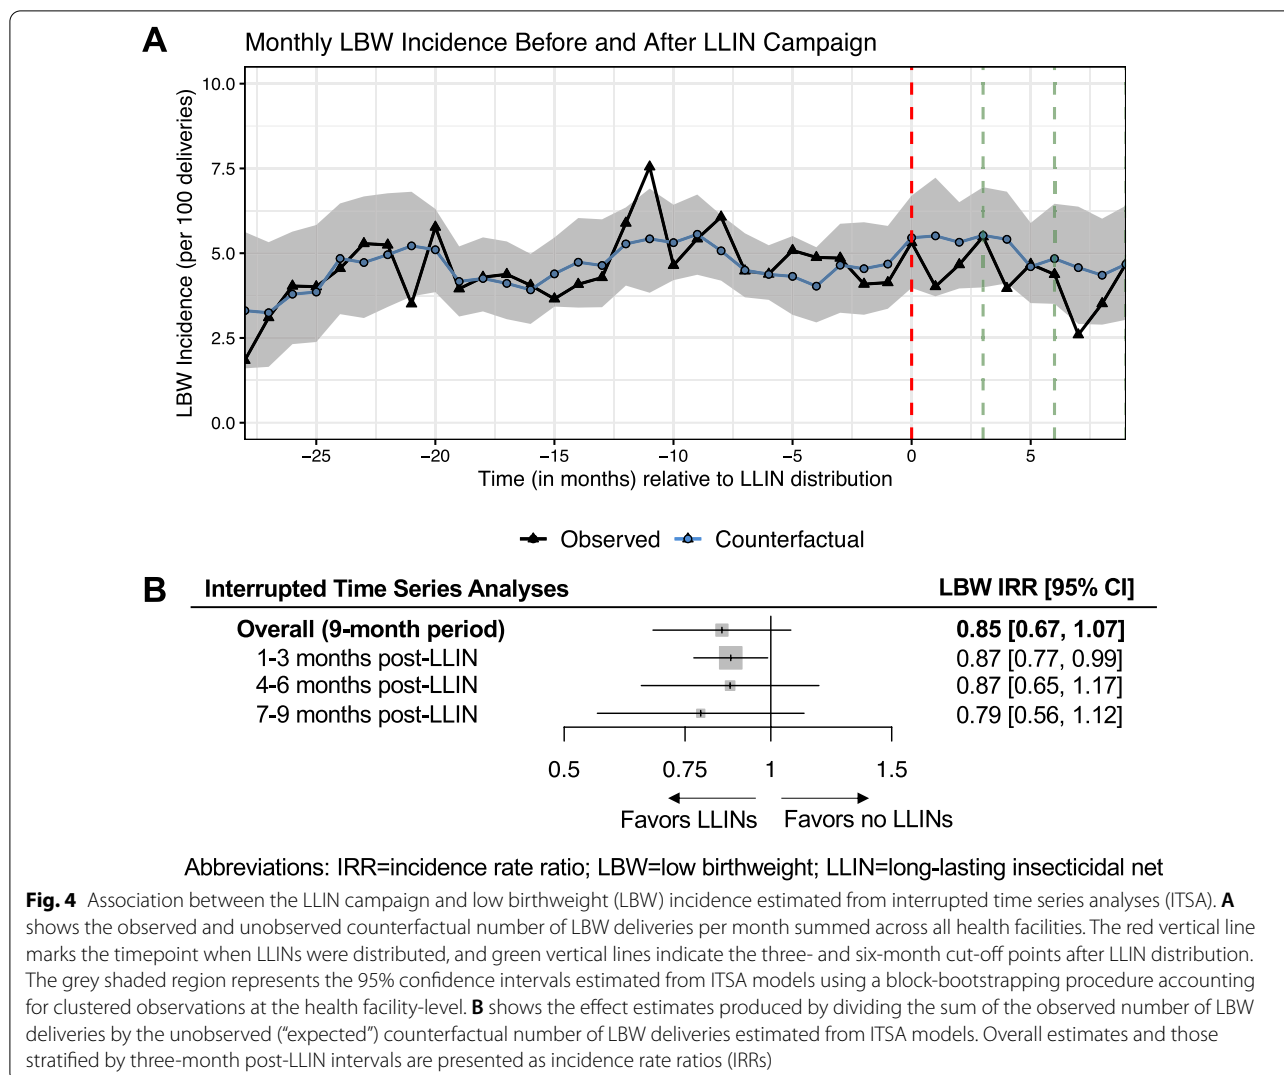 A
Monthly LBW Incidence Before and After LLIN Campaign
LBW Incidence (per 100 deliveries)
10.0
7.5
5.0
2.5
0.0
−25 −20 −15 −10 −5 0 5
Time (in months) relative to LLIN distribution
Observed Counterfactual
B
Interrupted Time Series Analyses LBW IRR [95% CI]
Overall (9-month period) 0.85 [0.67, 1.07]
1-3 months post-LLIN 0.87 [0.77, 0.99]
4-6 months post-LLIN 0.87 [0.65, 1.17]
7-9 months post-LLIN 0.79 [0.56, 1.12]
0.5 0.75 1 1.5
Favors LLINs Favors no LLINs
Abbreviations: IRR=incidence rate ratio; LBW=low birthweight; LLIN=long-lasting insecticidal net
Fig. 4 Association between the LLIN campaign and low birthweight (LBW) incidence estimated from interrupted time series analyses (ITSA). A
shows the observed and unobserved counterfactual number of LBW deliveries per month summed across all health facilities. The red vertical line
marks the timepoint when LLINs were distributed, and green vertical lines indicate the three- and six-month cut-off points after LLIN distribution.
The grey shaded region represents the 95% confidence intervals estimated from ITSA models using a block-bootstrapping procedure accounting
for clustered observations at the health facility-level. B shows the effect estimates produced by dividing the sum of the observed number of LBW
deliveries by the unobserved (“expected”) counterfactual number of LBW deliveries estimated from ITSA models. Overall estimates and those
stratified by three-month post-LLIN intervals are presented as incidence rate ratios (IRRs)